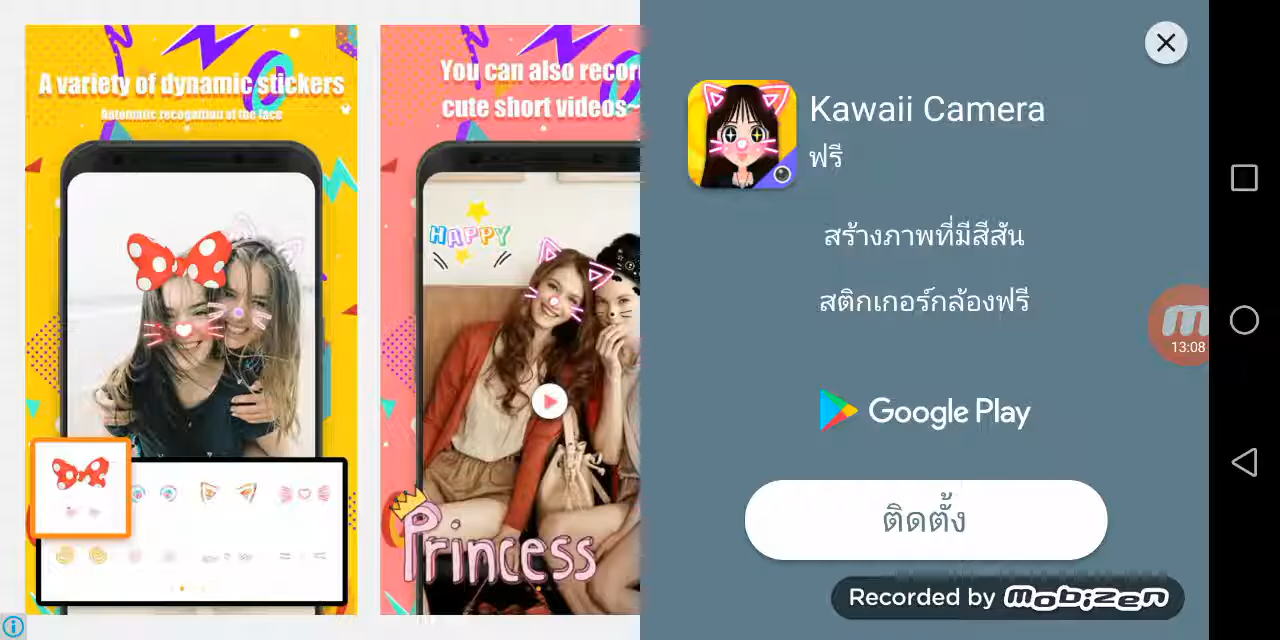 A variety of dynamic stickers
Automatic recognition of the face
You can also recor
cute short videos~
HAPPY
Princess
Kawaii Camera
ฟรี
สร้างภาพที่มีสีสัน
สติกเกอร์กล้องฟรี
Google Play
ติดตั้ง
13:08
Recorded by mobizen